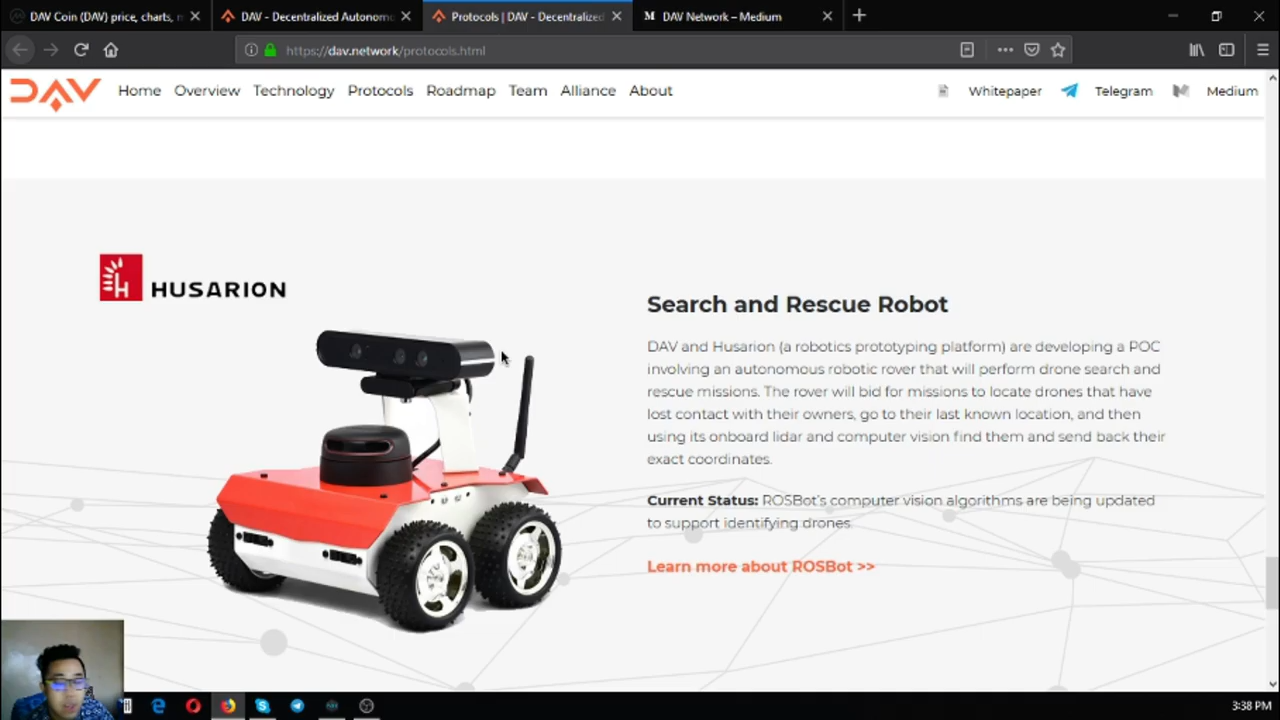 DAV Coin (DAV) price, charts, m
DAV - Decentralized Autonomo
Protocols | DAV - Decentralized
DAV Network – Medium
https://dav.network/protocols.html
DAV
Home
Overview
Technology
Protocols
Roadmap
Team
Alliance
About
Whitepaper
Telegram
Medium
H HUSARION
Search and Rescue Robot
DAV and Husarion (a robotics prototyping platform) are developing a POC
involving an autonomous robotic rover that will perform drone search and
rescue missions. The rover will bid for missions to locate drones that have
lost contact with their owners, go to their last known location, and then
using its onboard lidar and computer vision find them and send back their
exact coordinates.
Current Status: ROSBot's computer vision algorithms are being updated
to support identifying drones.
Learn more about ROSBot >>
3:38 PM